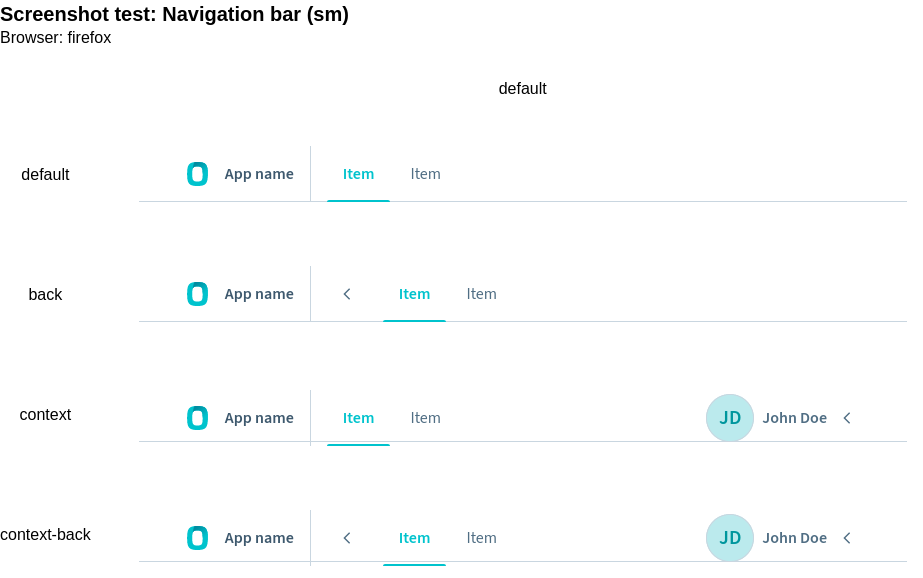 Screenshot test: Navigation bar (sm)
Browser: firefox
default
default App name Item Item
back App name Item Item
context App name Item Item JD John Doe
context-back App name Item Item JD John Doe